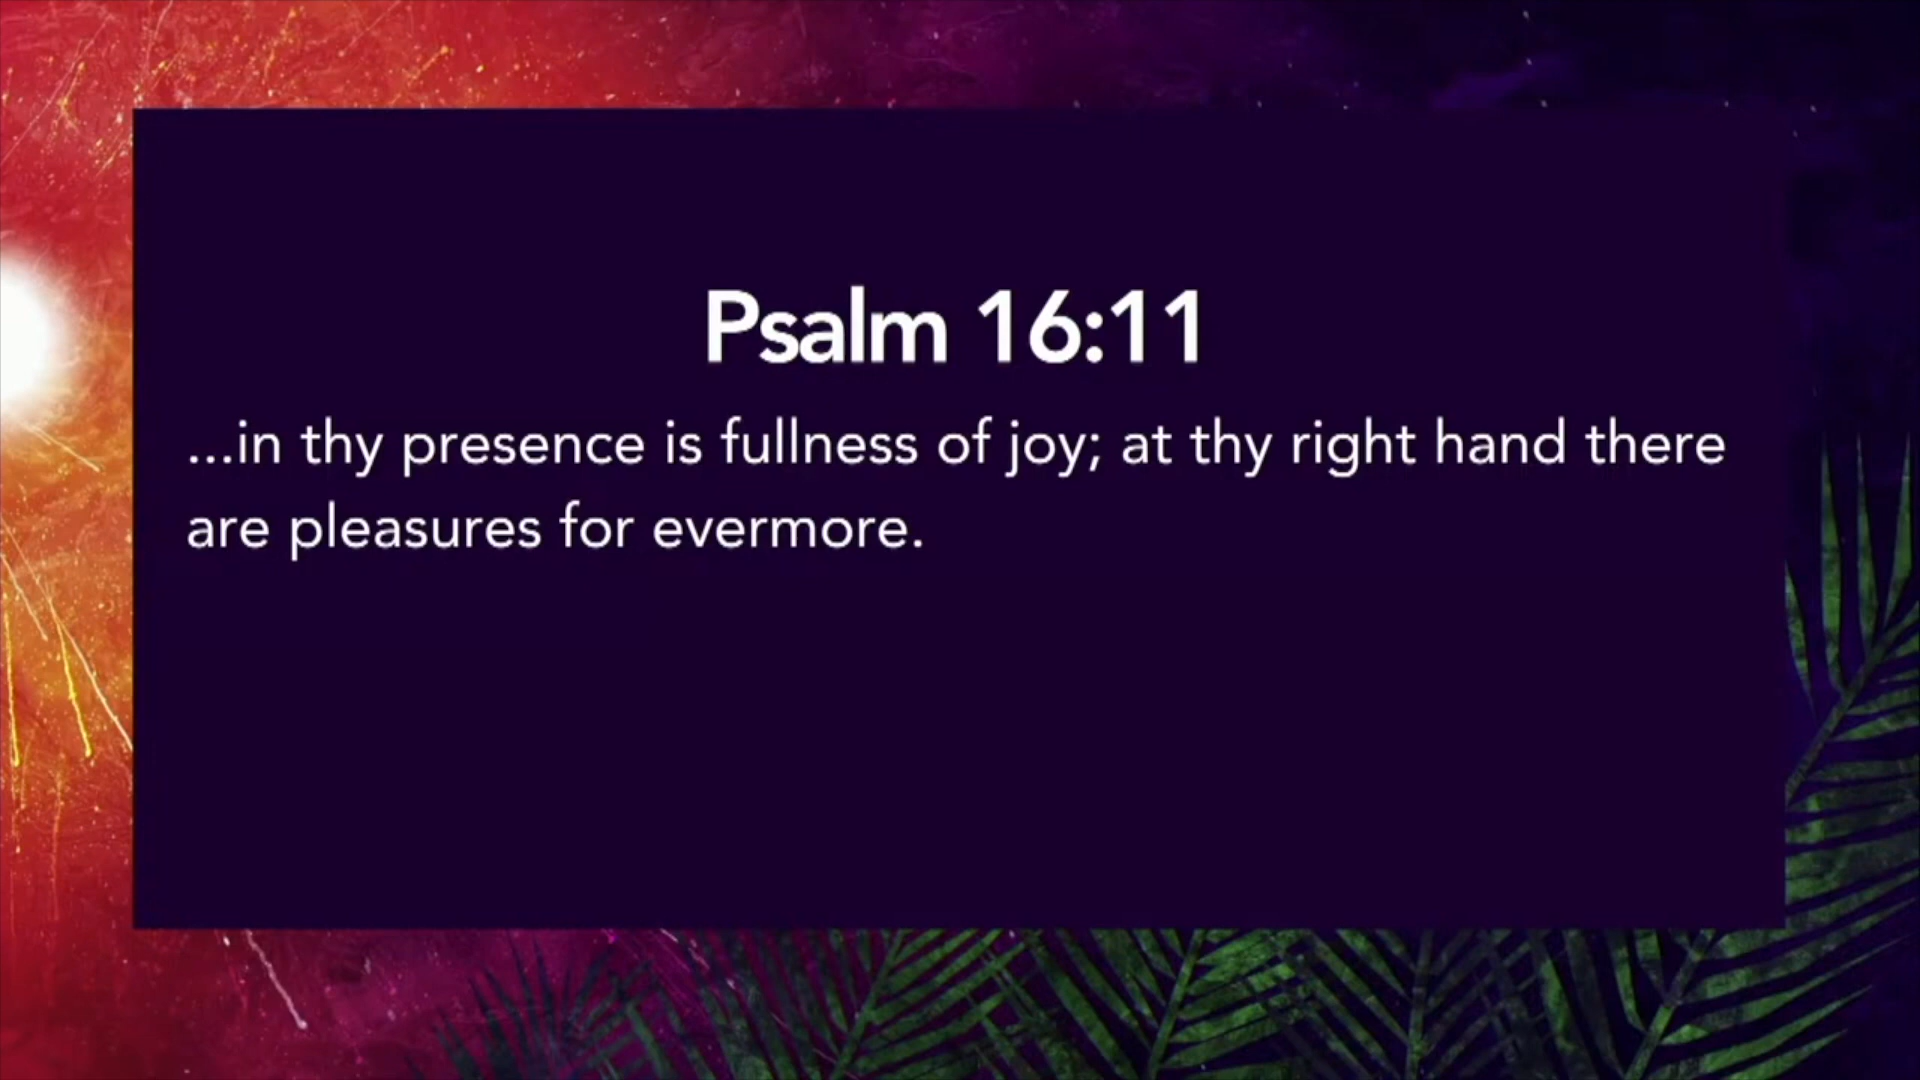 Psalm 16:11
...in thy presence is fullness of joy; at thy right hand there
are pleasures for evermore.